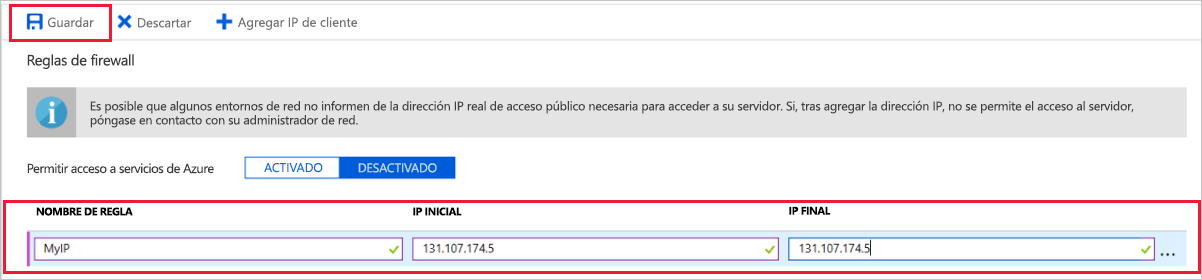 Guardar Descartar Agregar IP de cliente
Reglas de firewall
Es posible que algunos entornos de red no informen de la dirección IP real de acceso público necesaria para acceder a su servidor. Si, tras agregar la dirección IP, no se permite el acceso al servidor,
póngase en contacto con su administrador de red.
Permitir acceso a servicios de Azure ACTIVADO DESACTIVADO
NOMBRE DE REGLA IP INICIAL IP FINAL
MyIP 131.107.174.5 131.107.174.5 ...